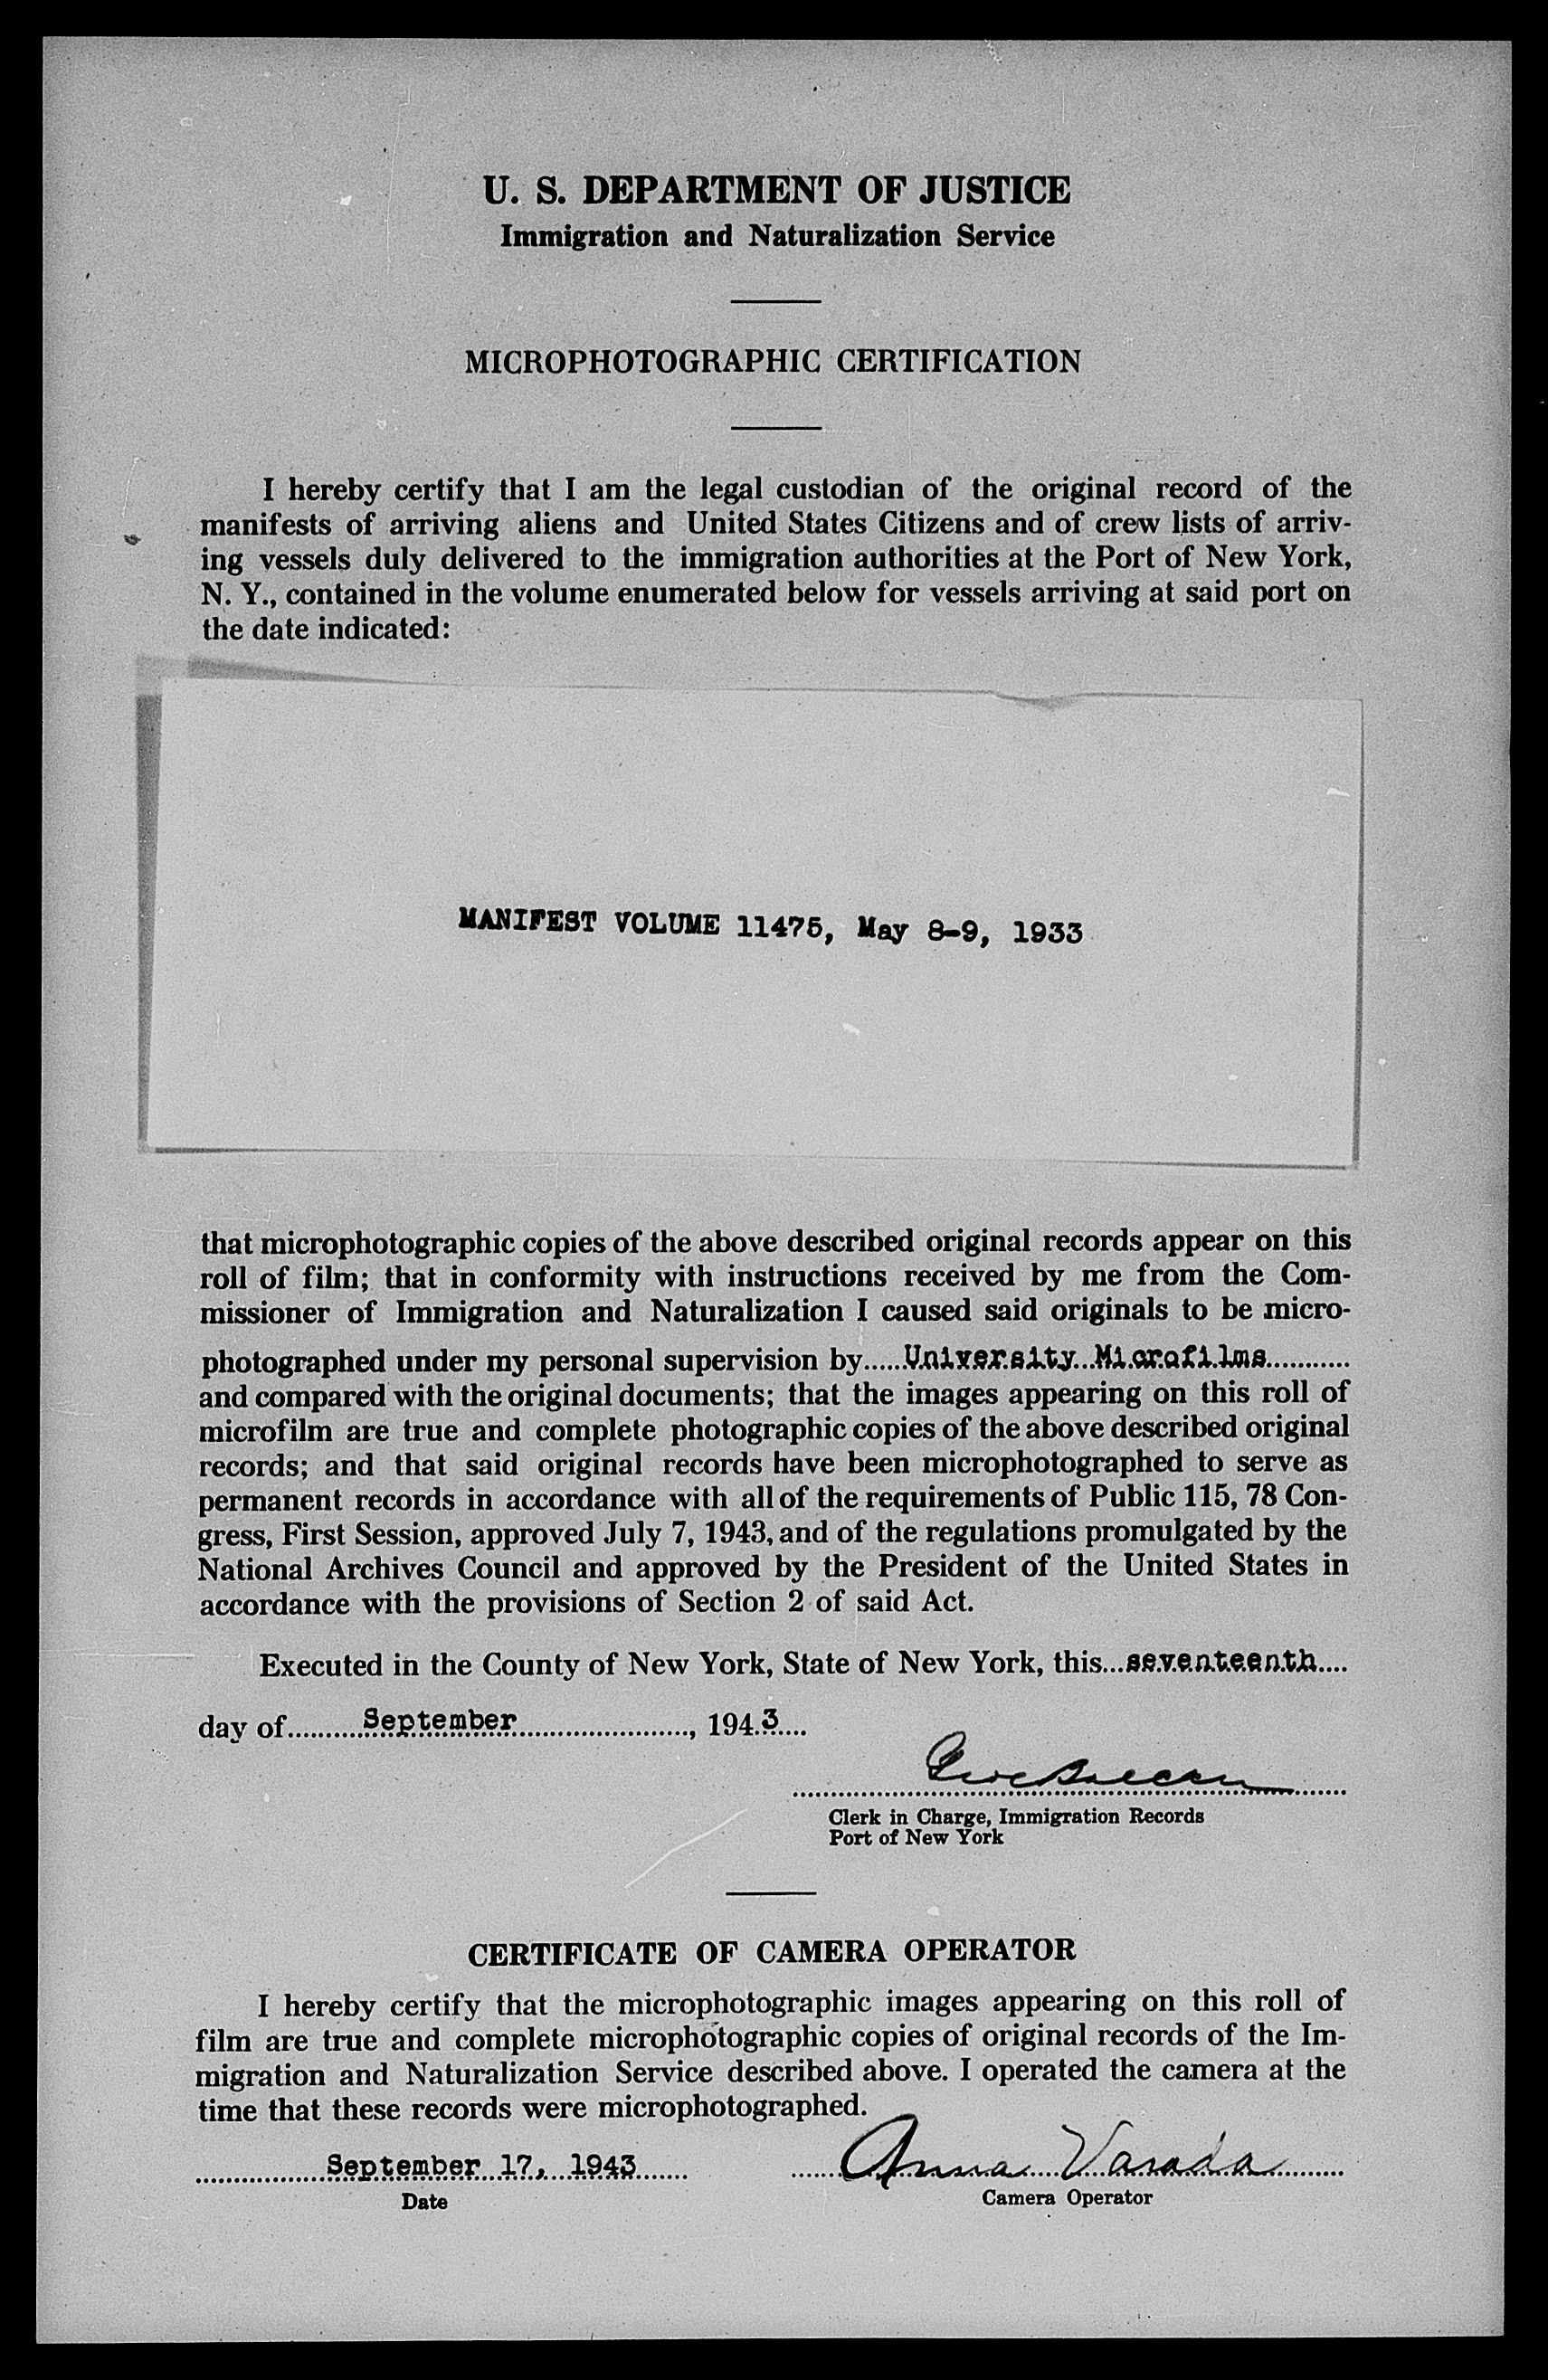 U. S. DEPARTMENT OF JUSTICE
Immigration and Naturalization Service
MICROPHOTOGRAPHIC CERTIFICATION
I hereby certify that I am the legal custodian of the original record of the
manifests of arriving aliens and United States Citizens and of crew lists of arriv-
ing vessels duly delivered to the immigration authorities at the Port of New York,
N. Y., contained in the volume enumerated below for vessels arriving at said port on
the date indicated:
MANIFEST VOLUME 11475, May 8-9, 1933
that microphotographic copies of the above described original records appear on this
roll of film; that in conformity with instructions received by me from the Com-
missioner of Immigration and Naturalization I caused said originals to be micro-
photographed under my personal supervision by University Microfilms
and compared with the original documents; that the images appearing on this roll of
microfilm are true and complete photographic copies of the above described original
records; and that said original records have been microphotographed to serve as
permanent records in accordance with all of the requirements of Public 115, 78 Con-
gress, First Session, approved July 7, 1943, and of the regulations promulgated by the
National Archives Council and approved by the President of the United States in
accordance with the provisions of Section 2 of said Act.
Executed in the County of New York, State of New York, this seventeenth
day of September, 1943
Clerk in Charge, Immigration Records
Port of New York
CERTIFICATE OF CAMERA OPERATOR
I hereby certify that the microphotographic images appearing on this roll of
film are true and complete microphotographic copies of original records of the Im-
migration and Naturalization Service described above. I operated the camera at the
time that these records were microphotographed.
September 17, 1943 Anna Varada
Date Camera Operator